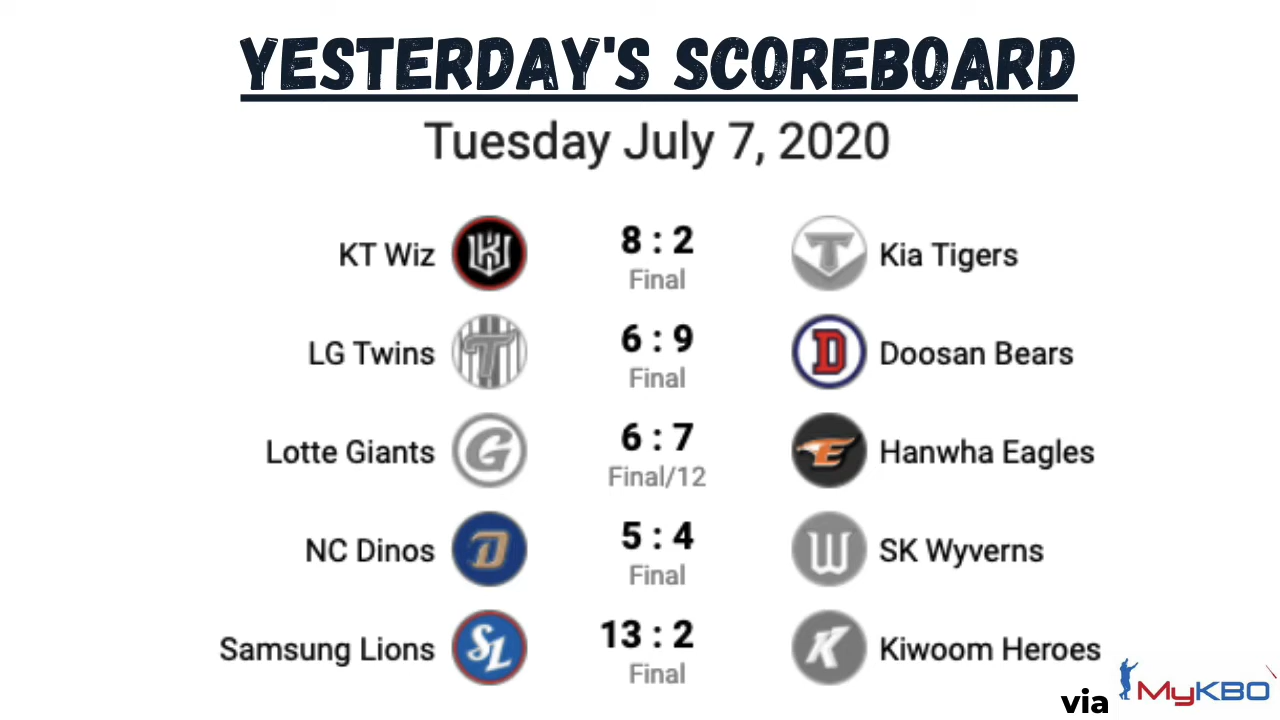 YESTERDAY'S SCOREBOARD
Tuesday July 7, 2020
KT Wiz 8 : 2 Kia Tigers
Final
LG Twins T 6 : 9 D Doosan Bears
Final
Lotte Giants G 6 : 7 E Hanwha Eagles
Final/12
NC Dinos D 5 : 4 W SK Wyverns
Final
Samsung Lions SL 13 : 2 K Kiwoom Heroes
Final
via MyKBO